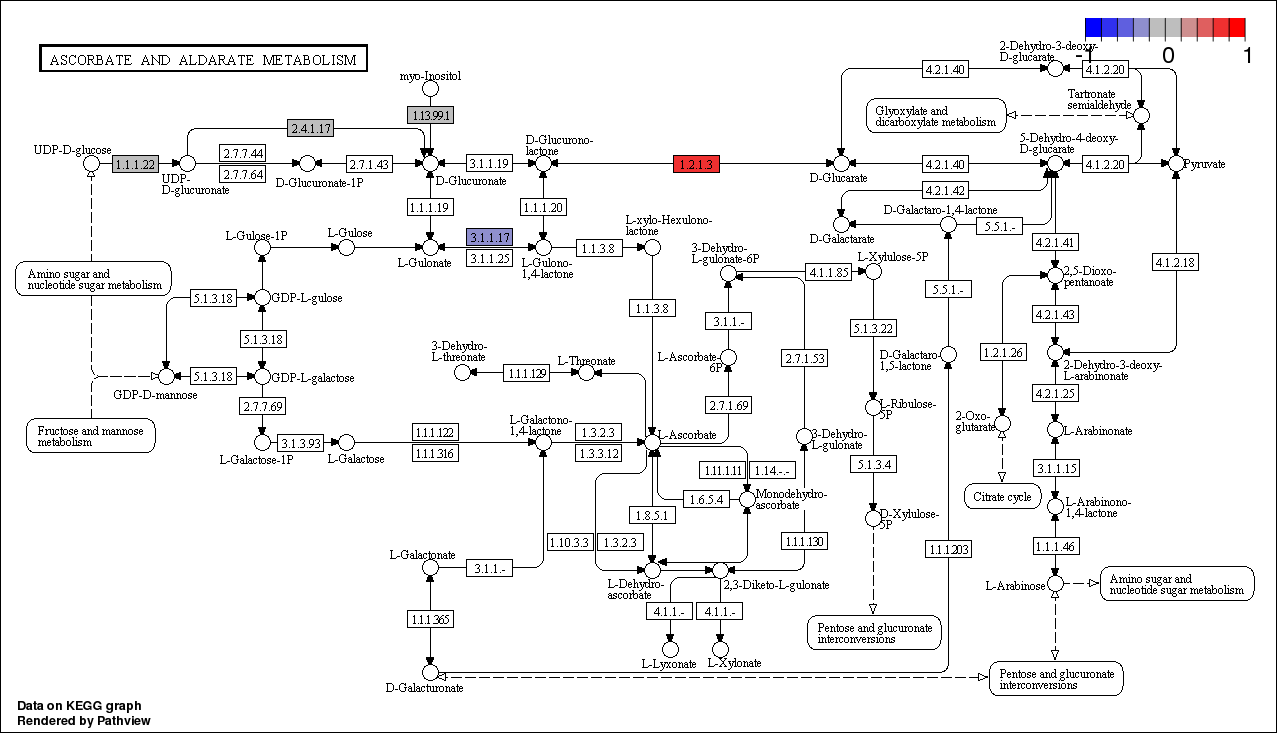 ASCORBATE AND ALDARATE METABOLISM
-1 0 1
myo-Inositol
1.13.99.1
2.4.1.17
UDP-D-glucose
1.1.1.22
UDP-
D-glucuronate
2.7.7.44
2.7.7.64
D-Glucuronate-1P
2.7.1.43
D-Glucuronate
3.1.1.19
D-Glucurono-
lactone
1.2.1.3
D-Glucarate
4.2.1.40
2-Dehydro-3-deoxy-
D-glucarate
4.1.2.20
Tartronate
semialdehyde
Glyoxylate and
dicarboxylate metabolism
5-Dehydro-4-deoxy-
D-glucarate
4.2.1.40
4.1.2.20
Pyruvate
4.2.1.42
D-Galactarate
D-Galactaro-1,4-lactone
5.5.1.-
1.1.1.19
1.1.1.20
L-Gulose-1P
L-Gulose
L-Gulonate
3.1.1.17
3.1.1.25
L-Gulono-
1,4-lactone
1.1.3.8
L-xylo-Hexulono-
lactone
1.1.3.8
3-Dehydro-
L-gulonate-6P
4.1.1.85
L-Xylulose-5P
5.5.1.-
4.2.1.41
2,5-Dioxo-
pentanoate
4.1.2.18
Amino sugar and
nucleotide sugar metabolism
5.1.3.18
GDP-L-gulose
5.1.3.18
3.1.1.-
5.1.3.22
4.2.1.43
1.2.1.26
3-Dehydro-
L-threonate
1.1.1.129
L-Threonate
L-Ascorbate-
6P
2.7.1.53
D-Galactaro-
1,5-lactone
2-Dehydro-3-deoxy-
L-arabinonate
GDP-D-mannose
5.1.3.18
GDP-L-galactose
2.7.7.69
2.7.1.69
L-Ribulose-
5P
4.2.1.25
2-Oxo-
glutarate
L-Arabinonate
Fructose and mannose
metabolism
L-Galactose-1P
3.1.3.93
L-Galactose
1.1.1.122
1.1.1.316
L-Galactono-
1,4-lactone
1.3.2.3
1.3.3.12
L-Ascorbate
3-Dehydro-
L-gulonate
1.11.1.11
1.14.-.-
5.1.3.4
3.1.1.15
Citrate cycle
1.6.5.4
Monodehydro-
ascorbate
1.8.5.1
D-Xylulose-
5P
L-Arabinono-
1,4-lactone
1.10.3.3
1.3.2.3
1.1.1.130
1.1.1.203
1.1.1.46
L-Galactonate
3.1.1.-
L-Dehydro-
ascorbate
2,3-Diketo-L-gulonate
L-Arabinose
Amino sugar and
nucleotide sugar metabolism
1.1.1.365
4.1.1.-
4.1.1.-
Pentose and glucuronate
interconversions
L-Lyxonate
L-Xylonate
D-Galacturonate
Pentose and glucuronate
interconversions
Data on KEGG graph
Rendered by Pathview